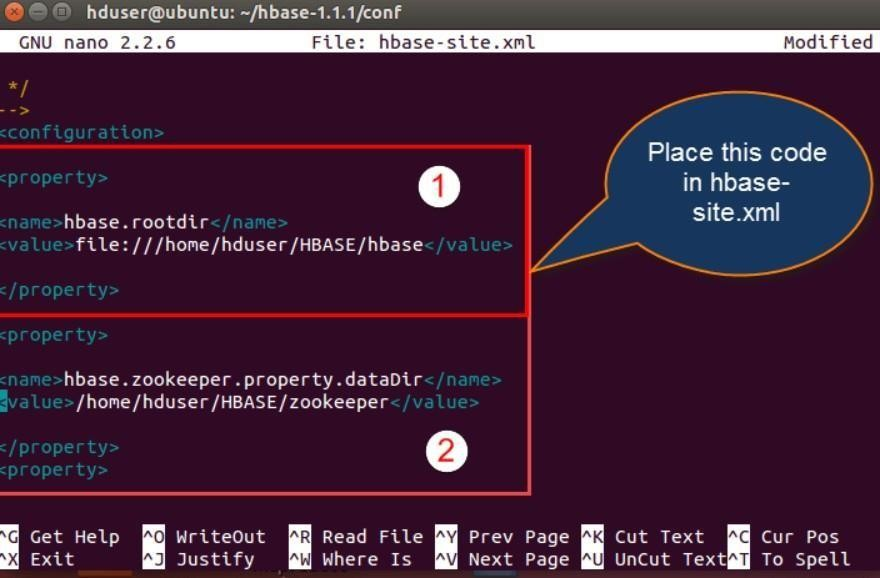 hduser@ubuntu: ~/hbase-1.1.1/conf
GNU nano 2.2.6 File: hbase-site.xml Modified
*/
-->
<configuration>
<property>
1
<name>hbase.rootdir</name>
<value>file:///home/hduser/HBASE/hbase</value>
</property>
Place this code
in hbase-
site.xml
<property>
<name>hbase.zookeeper.property.dataDir</name>
<value>/home/hduser/HBASE/zookeeper</value>
</property>
2
<property>
^G Get Help ^O WriteOut ^R Read File ^Y Prev Page ^K Cut Text ^C Cur Pos
^X Exit ^J Justify ^W Where Is ^V Next Page ^U UnCut Text ^T To Spell